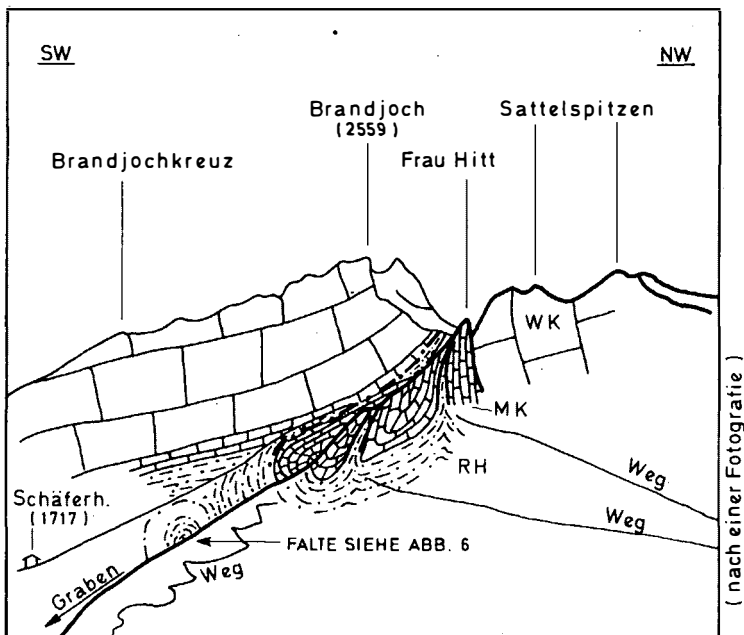 SW
NW
Brandjoch
(2559)
Sattelspitzen
Brandjochkreuz
Frau Hitt
WK
MK
RH
Weg
Weg
Schäferh.
(1717)
FALTE SIEHE ABB. 6
Graben
Weg
(nach einer Fotografie)